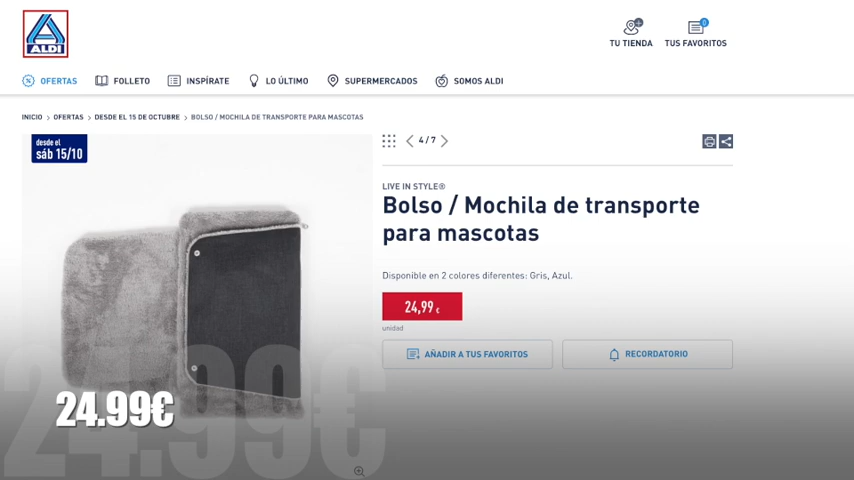 ALDI
TU TIENDA
0
TUS FAVORITOS
OFERTAS
FOLLETO
INSPÍRATE
LO ÚLTIMO
SUPERMERCADOS
SOMOS ALDI
INICIO > OFERTAS > DESDE EL 15 DE OCTUBRE > BOLSO / MOCHILA DE TRANSPORTE PARA MASCOTAS
desde el
sáb 15/10
4 / 7
LIVE IN STYLE®
Bolso / Mochila de transporte
para mascotas
Disponible en 2 colores diferentes: Gris, Azul.
24,99 €
unidad
AÑADIR A TUS FAVORITOS
RECORDATORIO
24.99€
24.99€